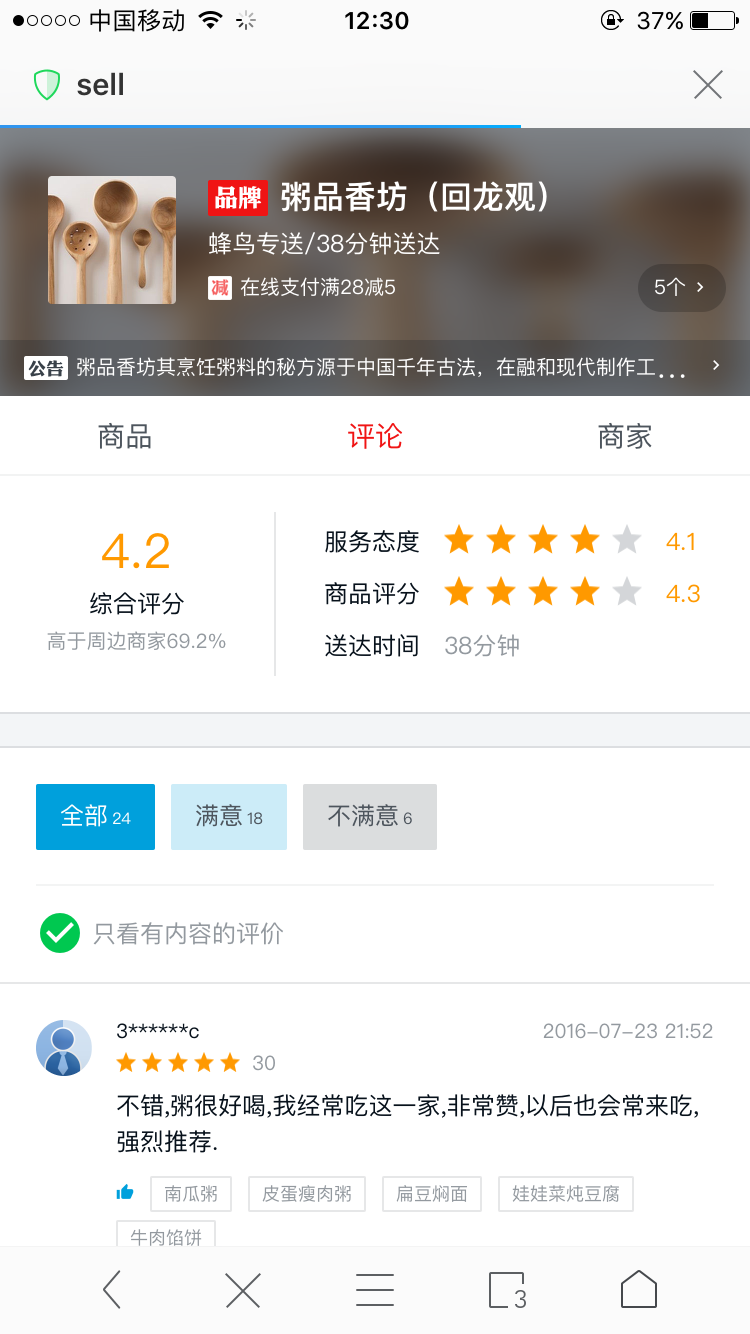 中国移动 12:30 37%
sell
品牌 粥品香坊（回龙观）
蜂鸟专送/38分钟送达
减 在线支付满28减5
5个
公告 粥品香坊其烹饪粥料的秘方源于中国千年古法，在融和现代制作工...
商品 评论 商家
4.2
综合评分
高于周边商家69.2%
服务态度 4.1
商品评分 4.3
送达时间 38分钟
全部 24 满意 18 不满意 6
只看有内容的评价
3******c 2016-07-23 21:52
30
不错,粥很好喝,我经常吃这一家,非常赞,以后也会常来吃,
强烈推荐.
南瓜粥 皮蛋瘦肉粥 扁豆焖面 娃娃菜炖豆腐
牛肉馅饼
3